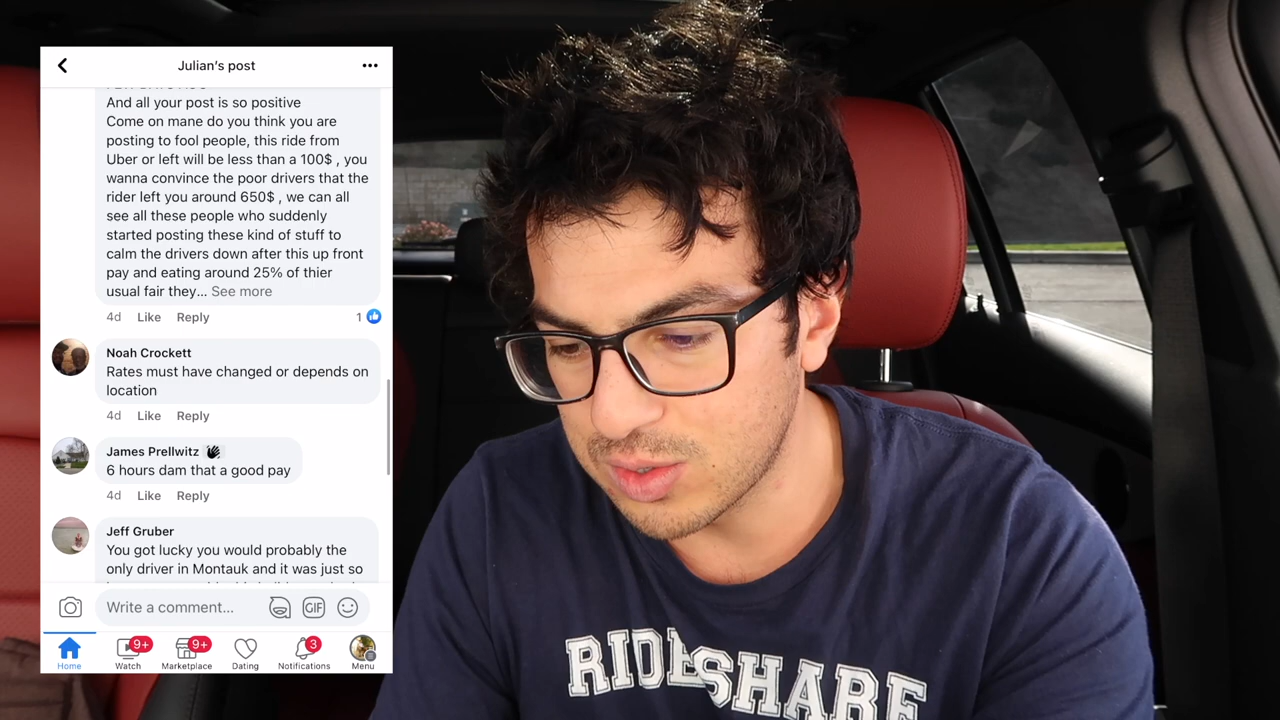 Julian's post
And all your post is so positive
Come on mane do you think you are
posting to fool people, this ride from
Uber or left will be less than a 100$ , you
wanna convince the poor drivers that the
rider left you around 650$ , we can all
see all these people who suddenly
started posting these kind of stuff to
calm the drivers down after this up front
pay and eating around 25% of thier
usual fair they... See more
4d Like Reply 1
Noah Crockett
Rates must have changed or depends on
location
4d Like Reply
James Prellwitz
6 hours dam that a good pay
4d Like Reply
Jeff Gruber
You got lucky you would probably the
only driver in Montauk and it was just so
Write a comment... GIF
9+ 9+ 3
Home Watch Marketplace Dating Notifications Menu
RIDESHARE